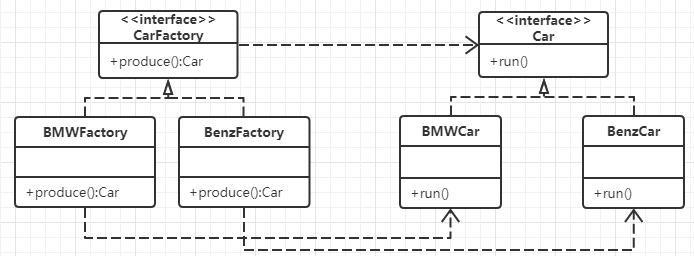 <<interface>>
CarFactory
+produce():Car
<<interface>>
Car
+run()
BMWFactory
+produce():Car
BenzFactory
+produce():Car
BMWCar
+run()
BenzCar
+run()